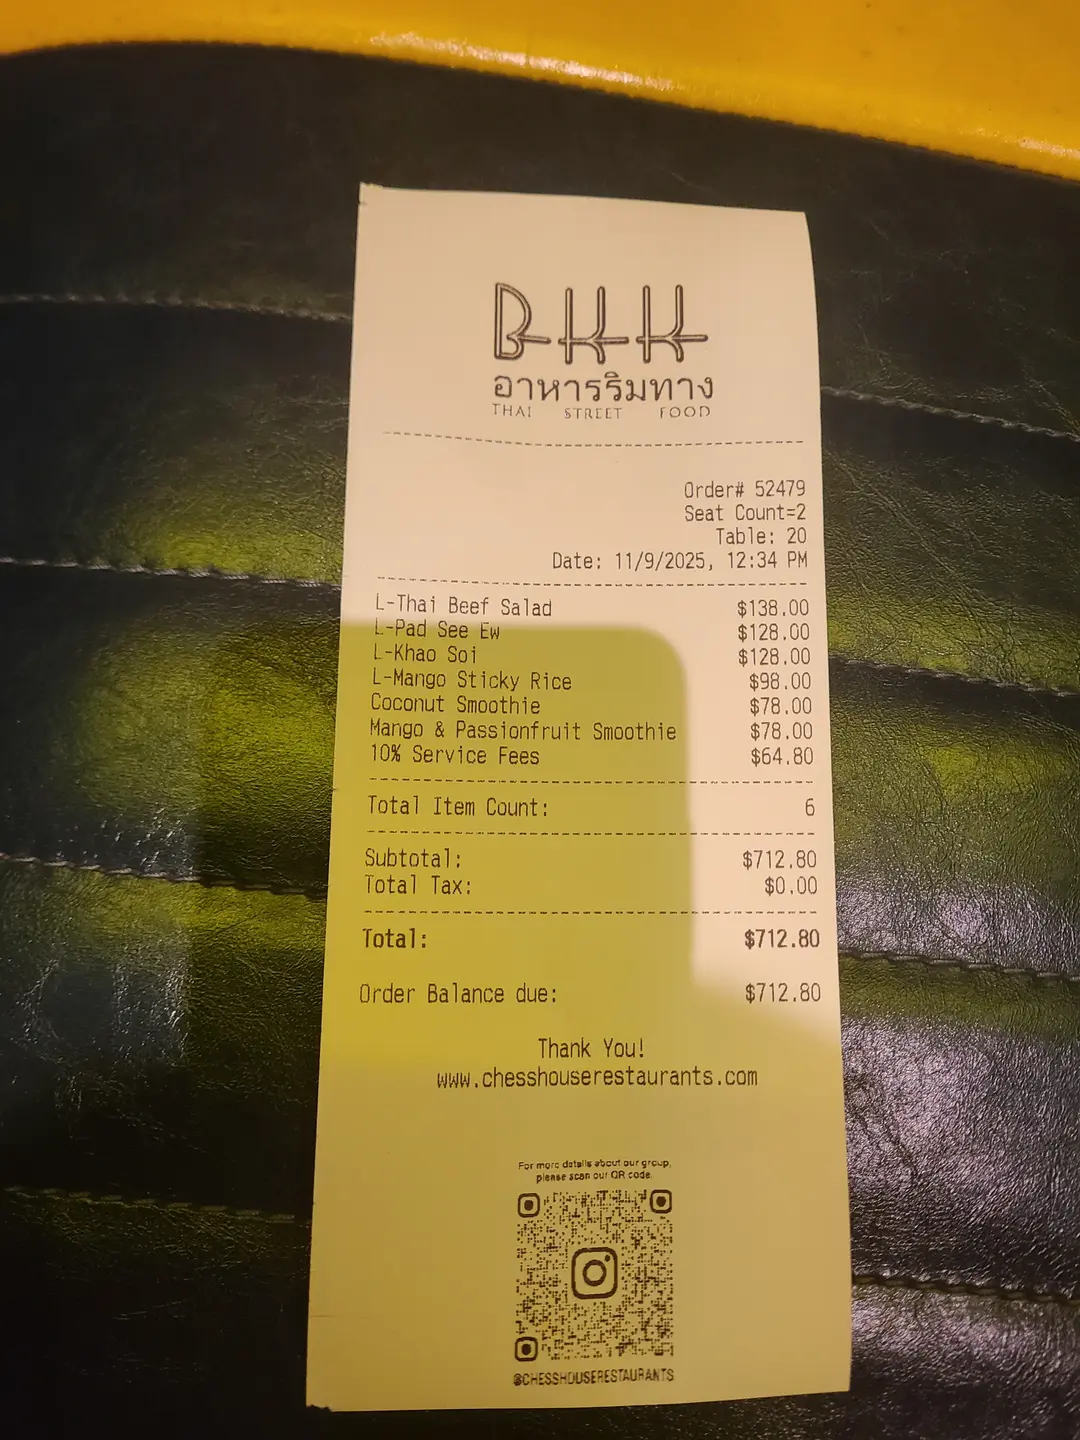 BKK
อาหารริมทาง
THAI STREET FOOD
Order# 52479
Seat Count=2
Table: 20
Date: 11/9/2025, 12:34 PM
L-Thai Beef Salad $138.00
L-Pad See Ew $128.00
L-Khao Soi $128.00
L-Mango Sticky Rice $98.00
Coconut Smoothie $78.00
Mango & Passionfruit Smoothie $78.00
10% Service Fees $64.80
Total Item Count: 6
Subtotal: $712.80
Total Tax: $0.00
Total: $712.80
Order Balance due: $712.80
Thank You!
www.chesshouserestaurants.com
For more details about our group,
please scan our QR code.
@CHESSHOUSERESTAURANTS